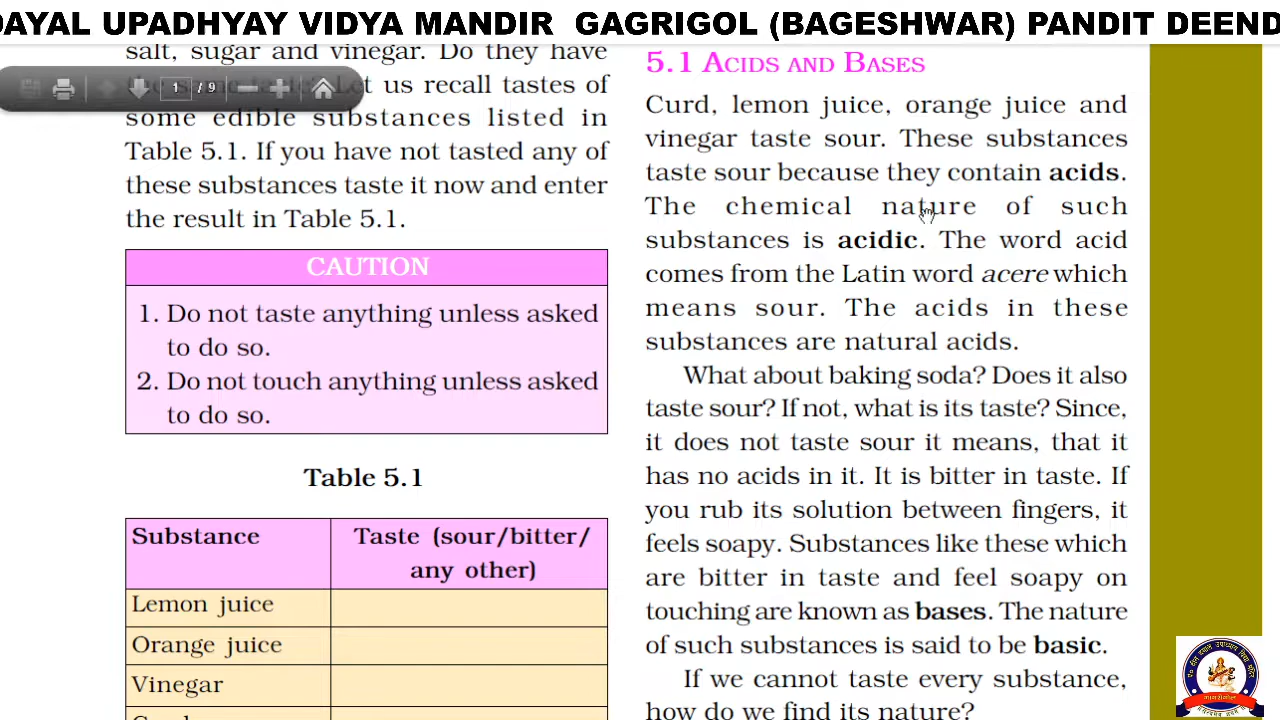 DAYAL UPADHYAY VIDYA MANDIR GAGRIGOL (BAGESHWAR) PANDIT DEEND
salt, sugar and vinegar. Do they have
us recall tastes of
some edible substances listed in
Table 5.1. If you have not tasted any of
these substances taste it now and enter
the result in Table 5.1.
1 / 9
CAUTION
1. Do not taste anything unless asked
to do so.
2. Do not touch anything unless asked
to do so.
Table 5.1
Substance Taste (sour/bitter/
any other)
Lemon juice
Orange juice
Vinegar
5.1 ACIDS AND BASES
Curd, lemon juice, orange juice and
vinegar taste sour. These substances
taste sour because they contain acids.
The chemical nature of such
substances is acidic. The word acid
comes from the Latin word acere which
means sour. The acids in these
substances are natural acids.
What about baking soda? Does it also
taste sour? If not, what is its taste? Since,
it does not taste sour it means, that it
has no acids in it. It is bitter in taste. If
you rub its solution between fingers, it
feels soapy. Substances like these which
are bitter in taste and feel soapy on
touching are known as bases. The nature
of such substances is said to be basic.
If we cannot taste every substance,
how do we find its nature?